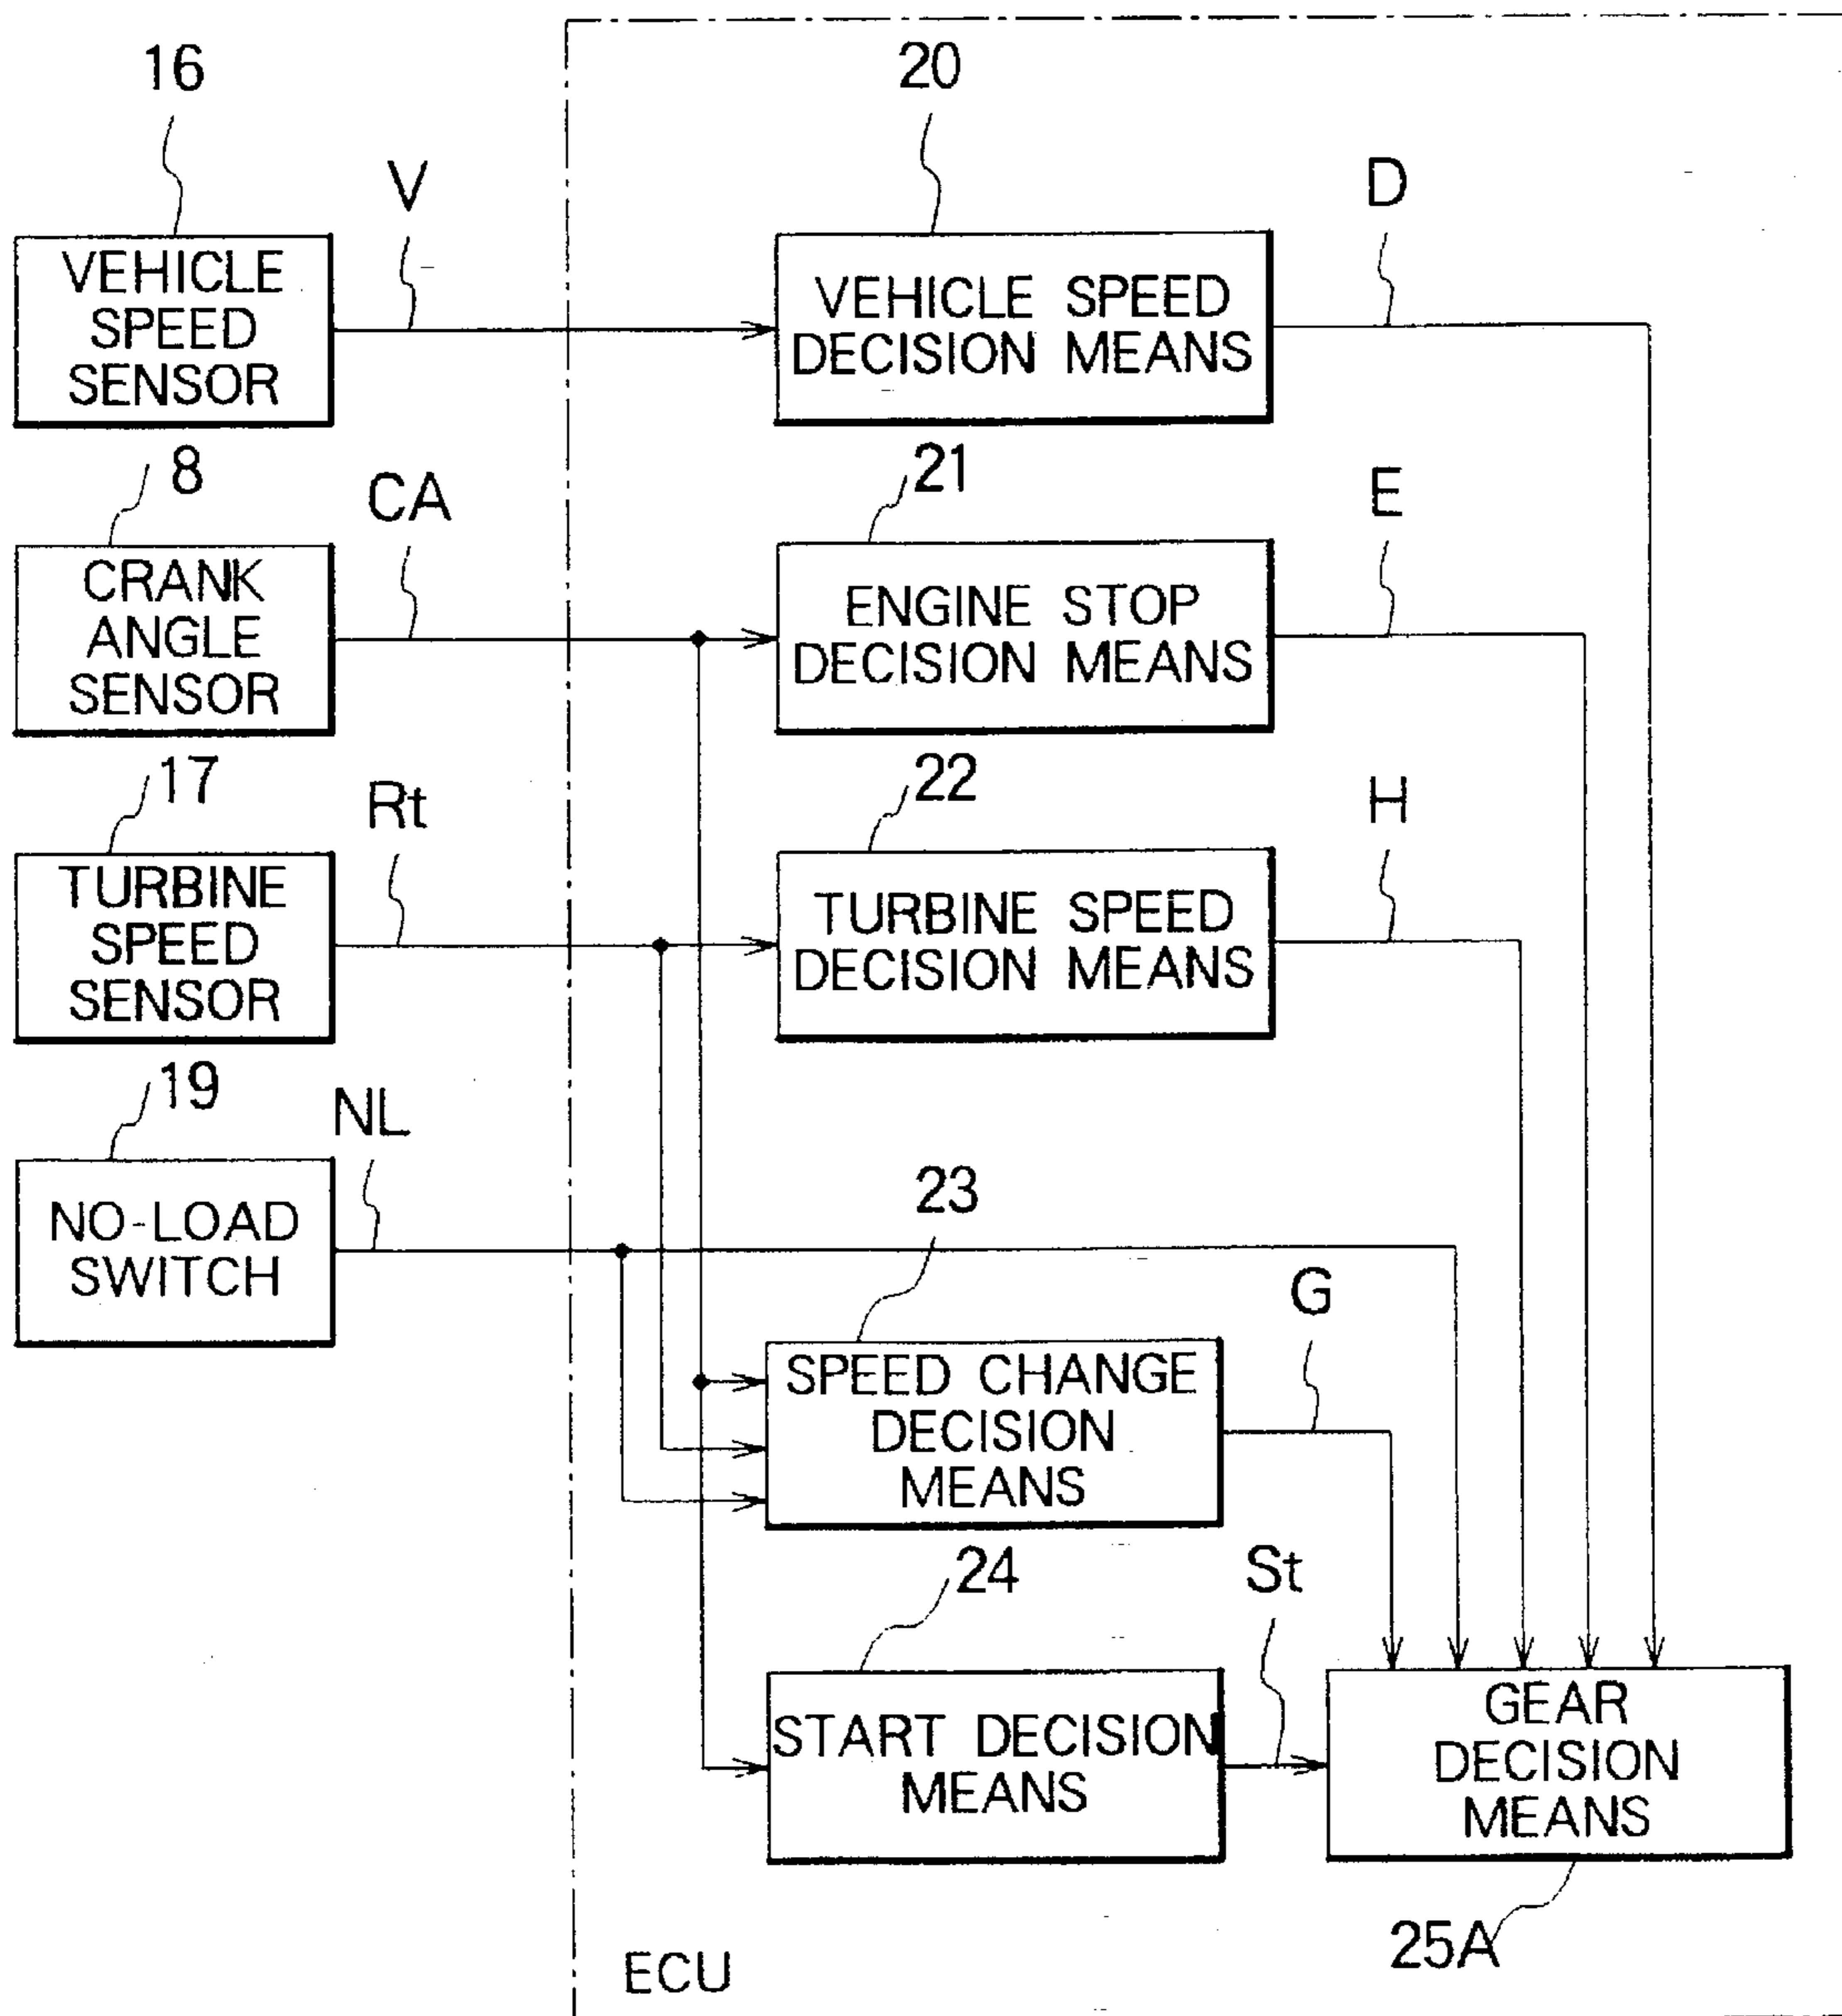 16
20
V
D
VEHICLE
SPEED
SENSOR
VEHICLE SPEED
DECISION MEANS
8
CA
21
E
CRANK
ANGLE
SENSOR
ENGINE STOP
DECISION MEANS
17
Rt
22
H
TURBINE
SPEED
SENSOR
TURBINE SPEED
DECISION MEANS
19
NL
NO-LOAD
SWITCH
23
G
SPEED CHANGE
DECISION
MEANS
24
St
START DECISION
MEANS
GEAR
DECISION
MEANS
25A
ECU